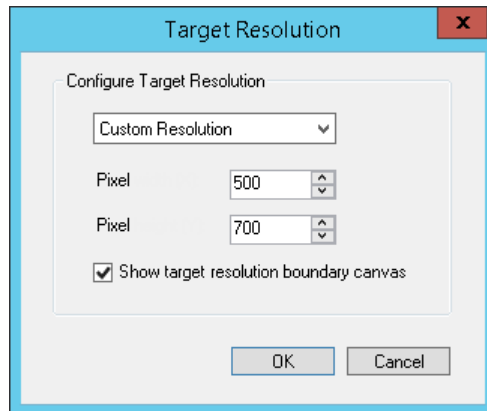 Target Resolution
x
Configure Target Resolution
Custom Resolution
Pixel 500
Pixel 700
Show target resolution boundary canvas
OK Cancel